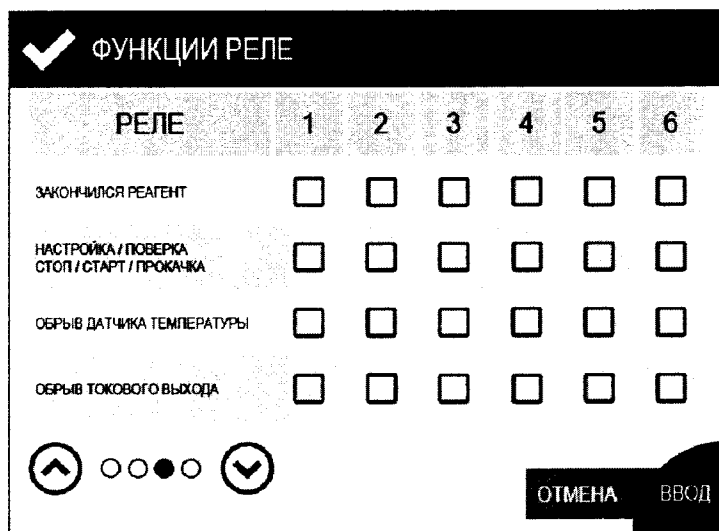 ФУНКЦИИ РЕЛЕ
РЕЛЕ 1 2 3 4 5 6
ЗАКОНЧИЛСЯ РЕАГЕНТ
НАСТРОЙКА / ПОВЕРКА
СТОП / СТАРТ / ПРОКАЧКА
ОБРЫВ ДАТЧИКА ТЕМПЕРАТУРЫ
ОБРЫВ ТОКОВОГО ВЫХОДА
ОТМЕНА ВВОД